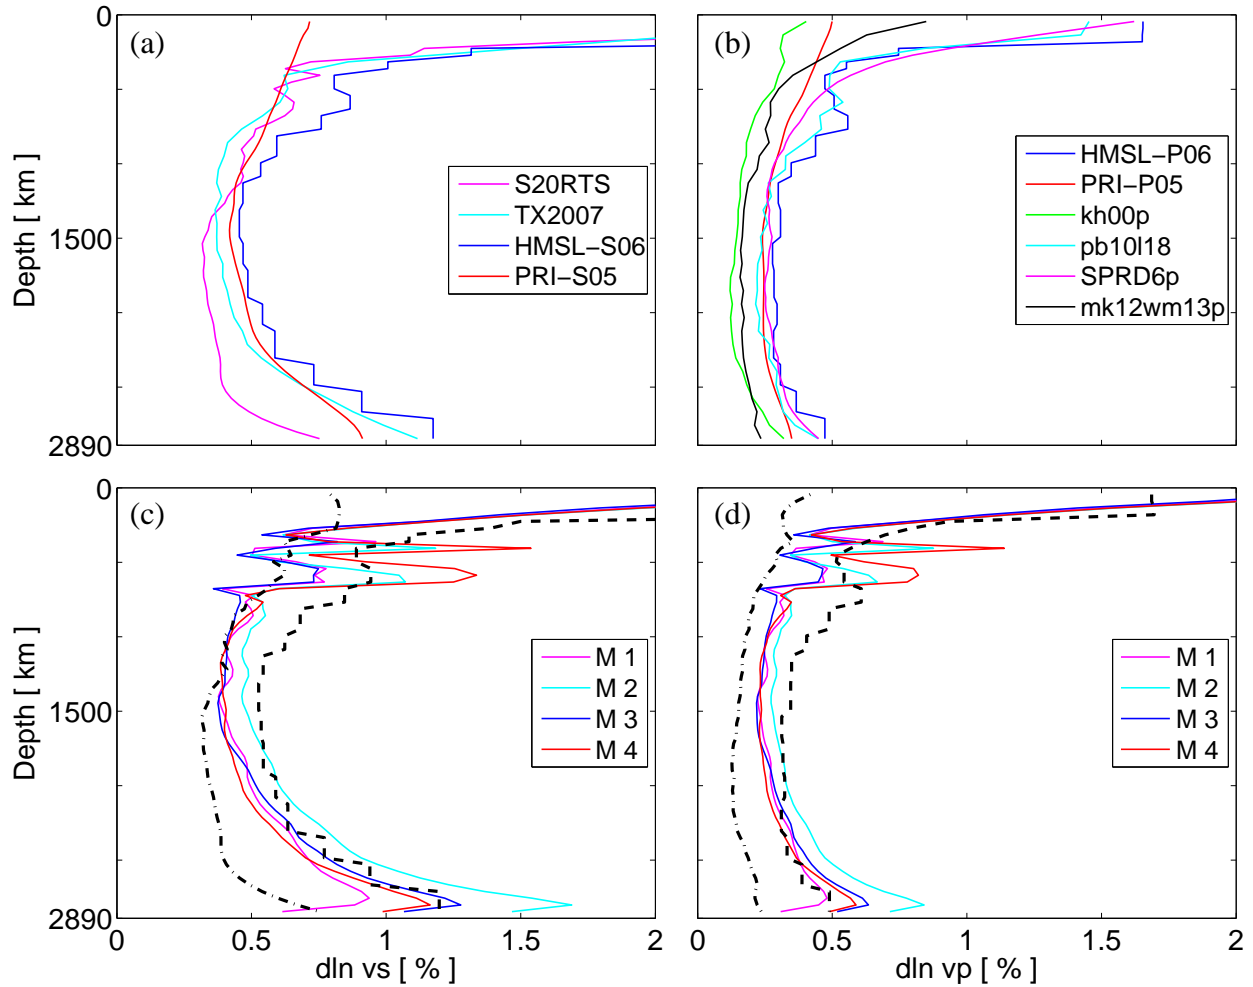 0
(a)
(b)
Depth [ km ]
1500
2890
S20RTS
TX2007
HMSL-S06
PRI-S05
HMSL-P06
PRI-P05
kh00p
pb10l18
SPRD6p
mk12wm13p
0
(c)
(d)
Depth [ km ]
1500
2890
M 1
M 2
M 3
M 4
M 1
M 2
M 3
M 4
0 0.5 1 1.5 2
0 0.5 1 1.5 2
dln vs [ % ]
dln vp [ % ]